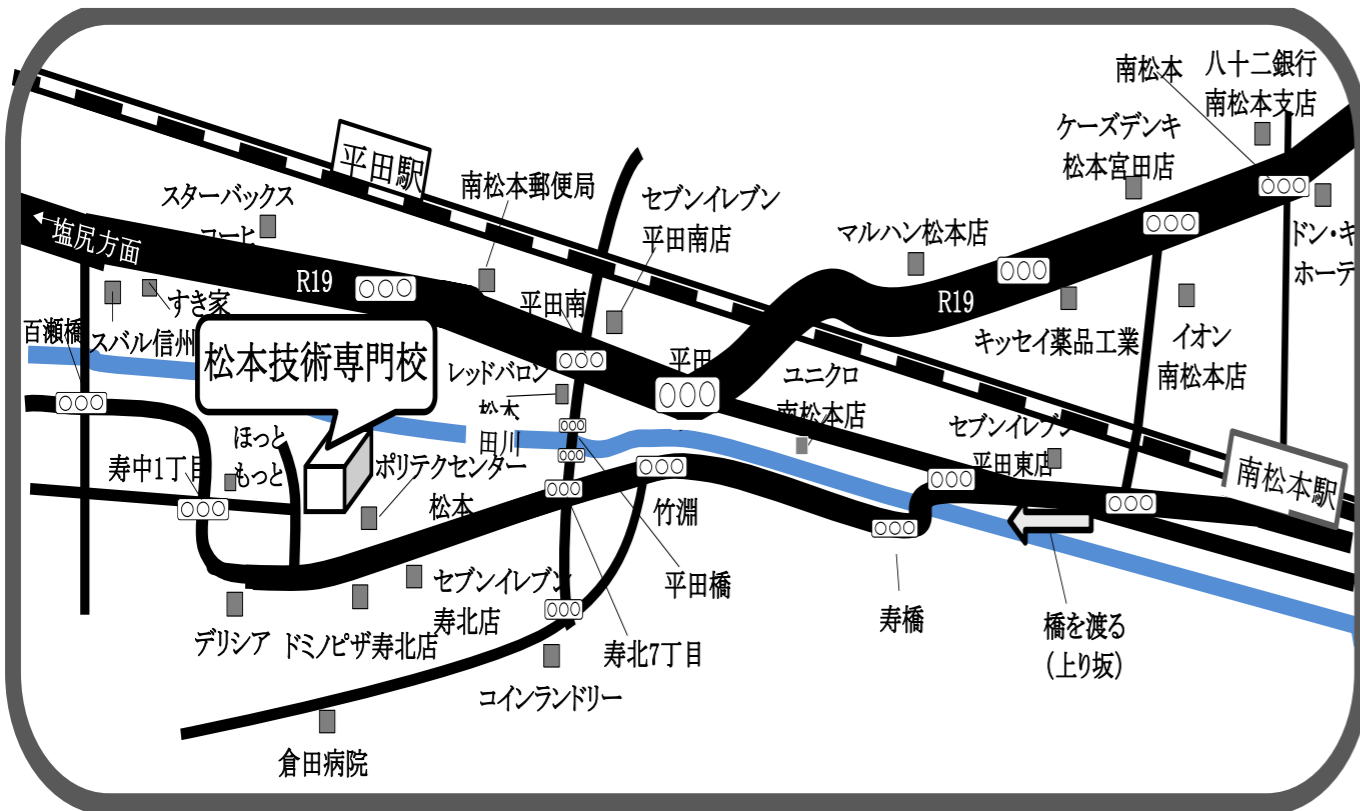 南松本
八十二銀行
南松本支店
ケーズデンキ
松本宮田店
平田駅
南松本郵便局
スターバックス
コーヒ
セブンイレブン
平田南店
マルハン松本店
ドン・キ
ホーテ
←塩尻方面
R19
R19
平田南
すき家
百瀬橋
スバル信州
松本技術専門校
レッドバロン
松本
平田
ユニクロ
南松本店
キッセイ薬品工業
イオン
南松本店
田川
セブンイレブン
平田東店
南松本駅
ほっと
もっと
寿中1丁目
ポリテクセンター
松本
竹淵
平田橋
セブンイレブン
寿北店
寿橋
橋を渡る
(上り坂)
デリシア
ドミノピザ寿北店
寿北7丁目
コインランドリー
倉田病院